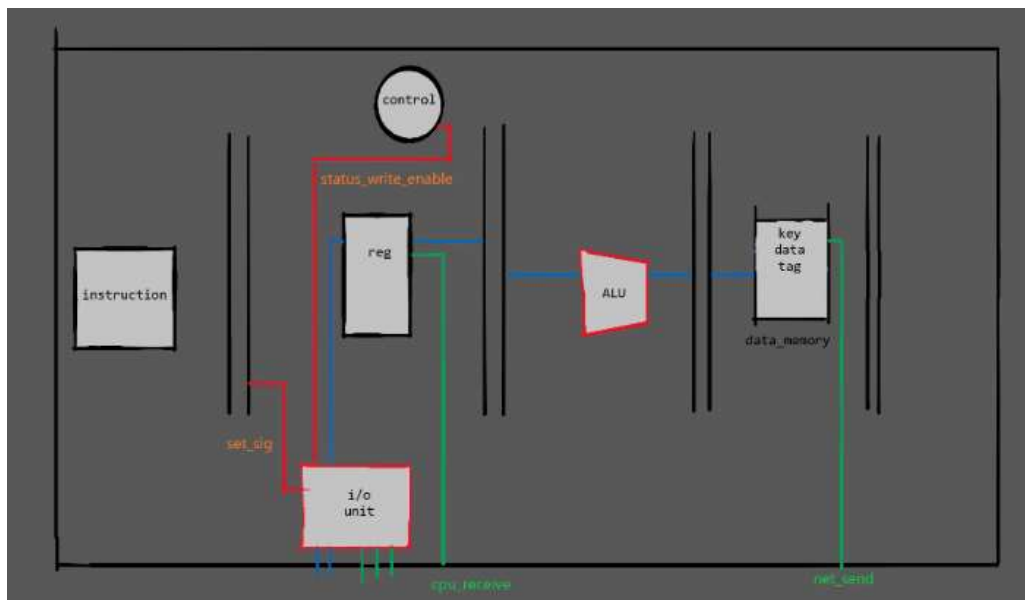 control
status_write_enable
reg
key
data
tag
instruction
ALU
data_memory
set_sig
i/o
unit
cpu_receive
net_send